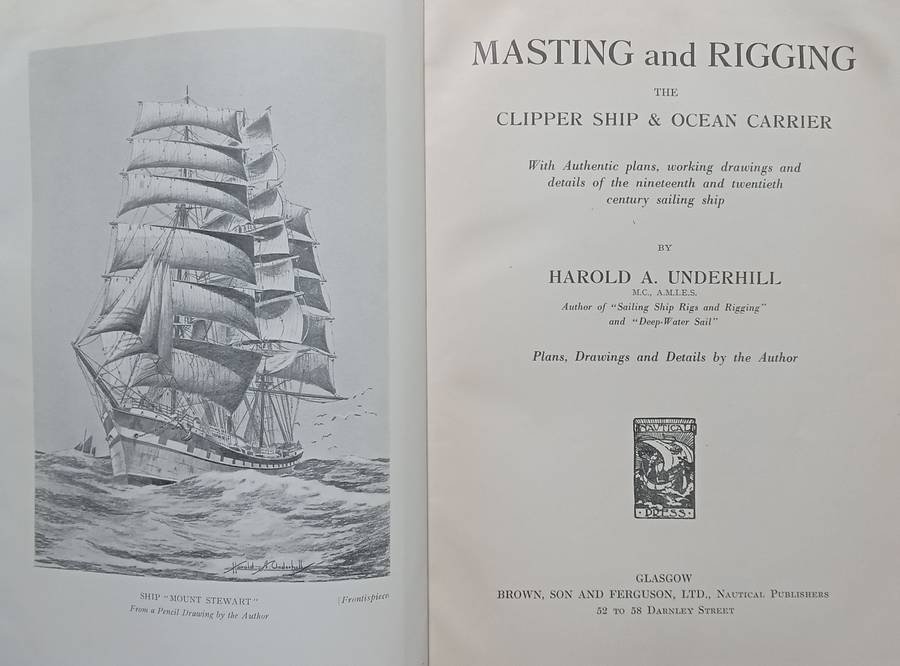 Harold A. Underhill
SHIP "MOUNT STEWART"
[Frontispiece
From a Pencil Drawing by the Author
MASTING and RIGGING
THE
CLIPPER SHIP & OCEAN CARRIER
With Authentic plans, working drawings and
details of the nineteenth and twentieth
century sailing ship
BY
HAROLD A. UNDERHILL
M.C., A.M.I.E.S.
Author of "Sailing Ship Rigs and Rigging"
and "Deep-Water Sail"
Plans, Drawings and Details by the Author
NAUTICAL
PRESS
GLASGOW
BROWN, SON AND FERGUSON, LTD., NAUTICAL PUBLISHERS
52 TO 58 DARNLEY STREET